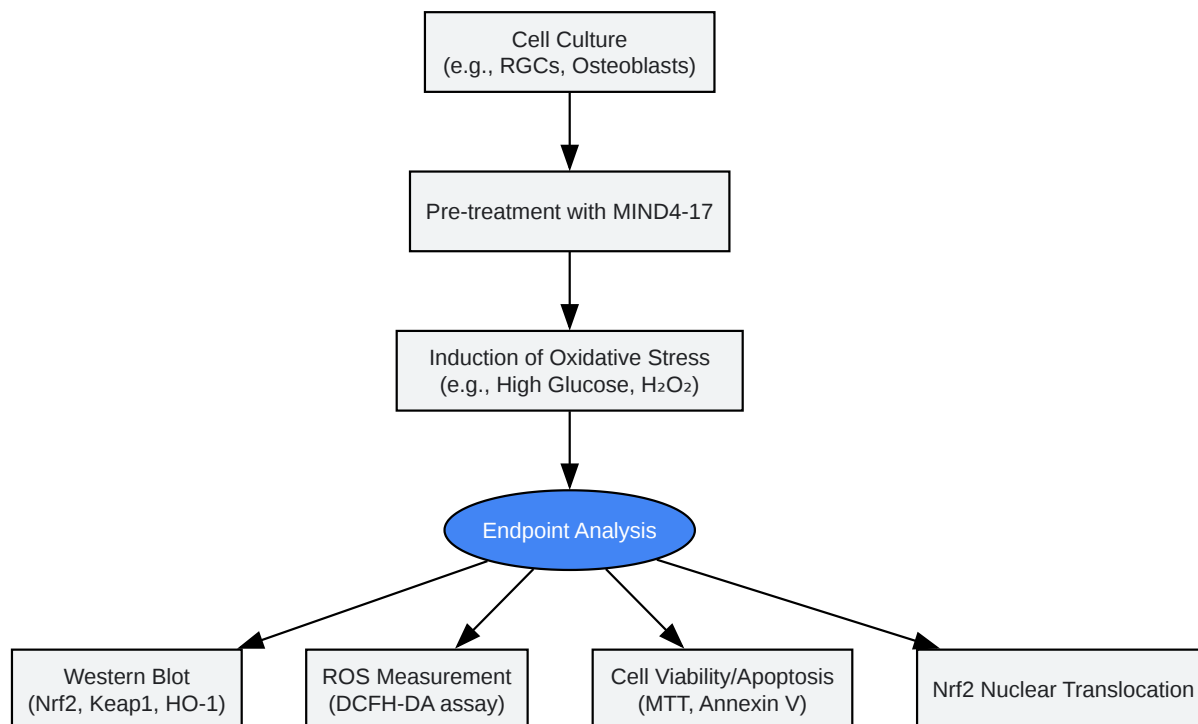 Cell Culture
(e.g., RGCs, Osteoblasts)
Pre-treatment with MIND4-17
Induction of Oxidative Stress
(e.g., High Glucose, H₂O₂)
Endpoint Analysis
Western Blot
(Nrf2, Keap1, HO-1)
ROS Measurement
(DCFH-DA assay)
Cell Viability/Apoptosis
(MTT, Annexin V)
Nrf2 Nuclear Translocation